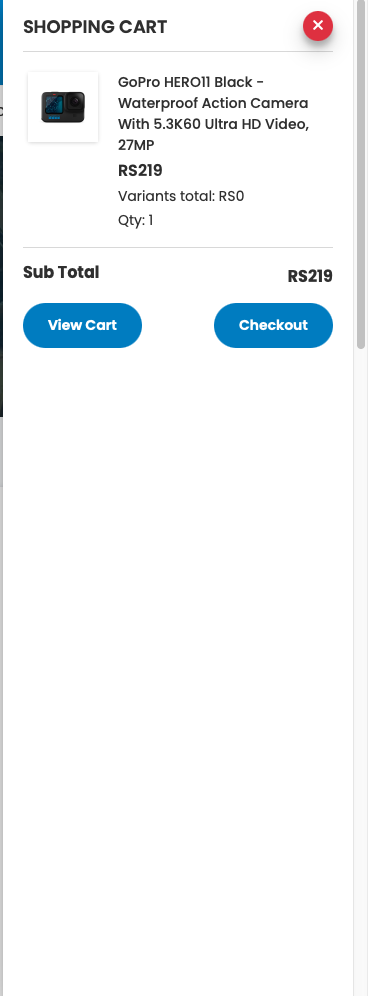 SHOPPING CART
GoPro HERO11 Black -
Waterproof Action Camera
With 5.3K60 Ultra HD Video,
27MP
RS219
Variants total: RS0
Qty: 1
Sub Total
RS219
View Cart
Checkout